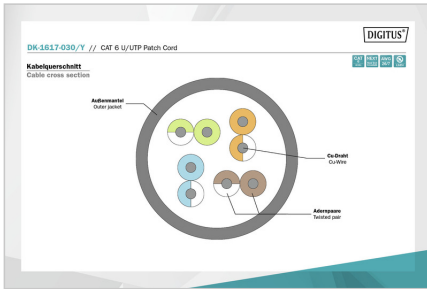 DIGITUS®
DK-1617-030/Y // CAT 6 U/UTP Patch Cord
Kabelquerschnitt
Cable cross section
Außenmantel
Outer jacket
Cu-Draht
Cu-Wire
Adernpaare
Twisted pair